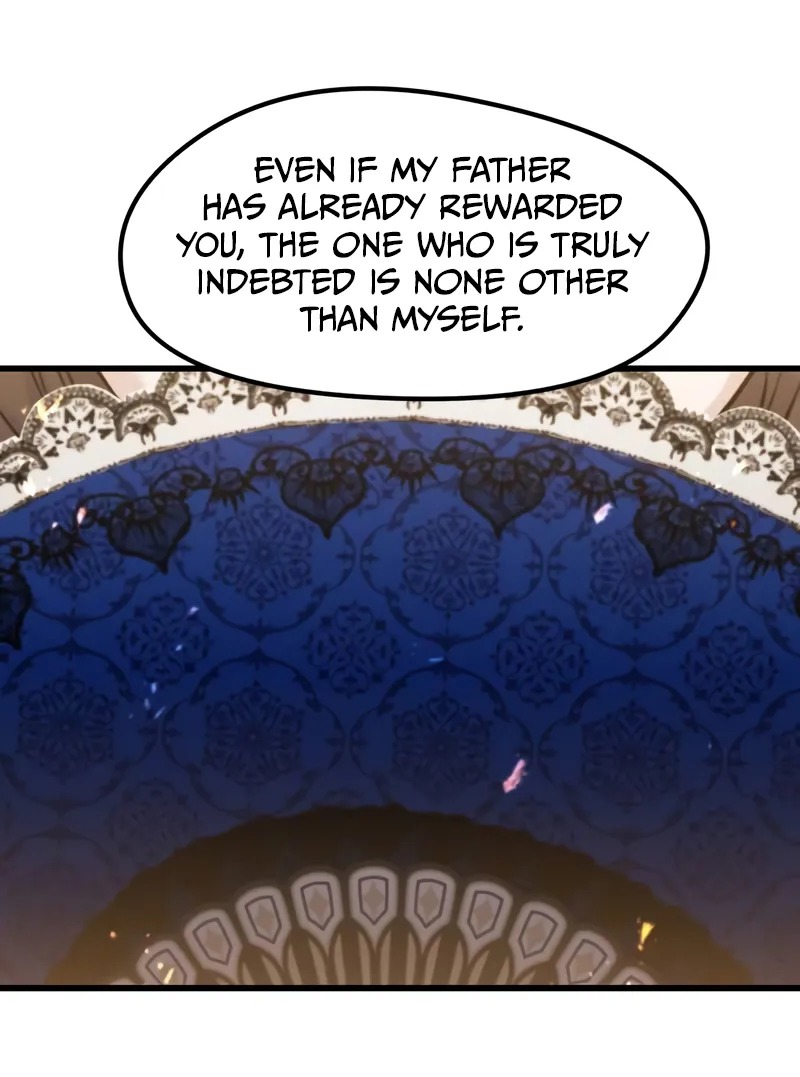 EVEN IF MY FATHER
HAS ALREADY REWARDED
YOU, THE ONE WHO IS TRULY
INDEBTED IS NONE OTHER
THAN MYSELF.